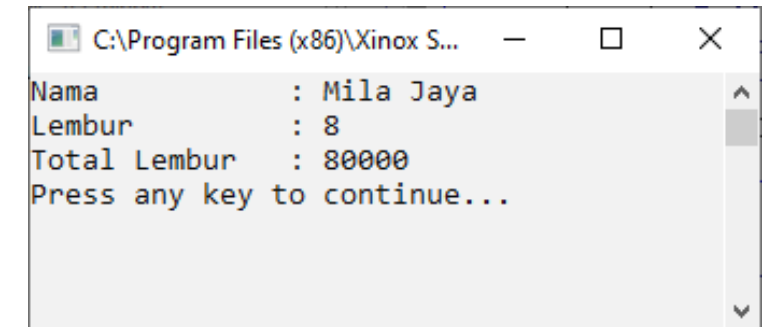 C:\Program Files (x86)\Xinox S...
Nama            : Mila Jaya
Lembur          : 8
Total Lembur    : 80000
Press any key to continue...